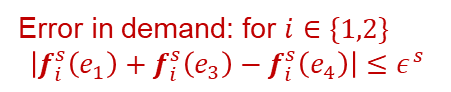 Error in demand: for i ∈ {1,2}
|f_i^s(e_1) + f_i^s(e_3) − f_i^s(e_4)| ≤ ϵ^s